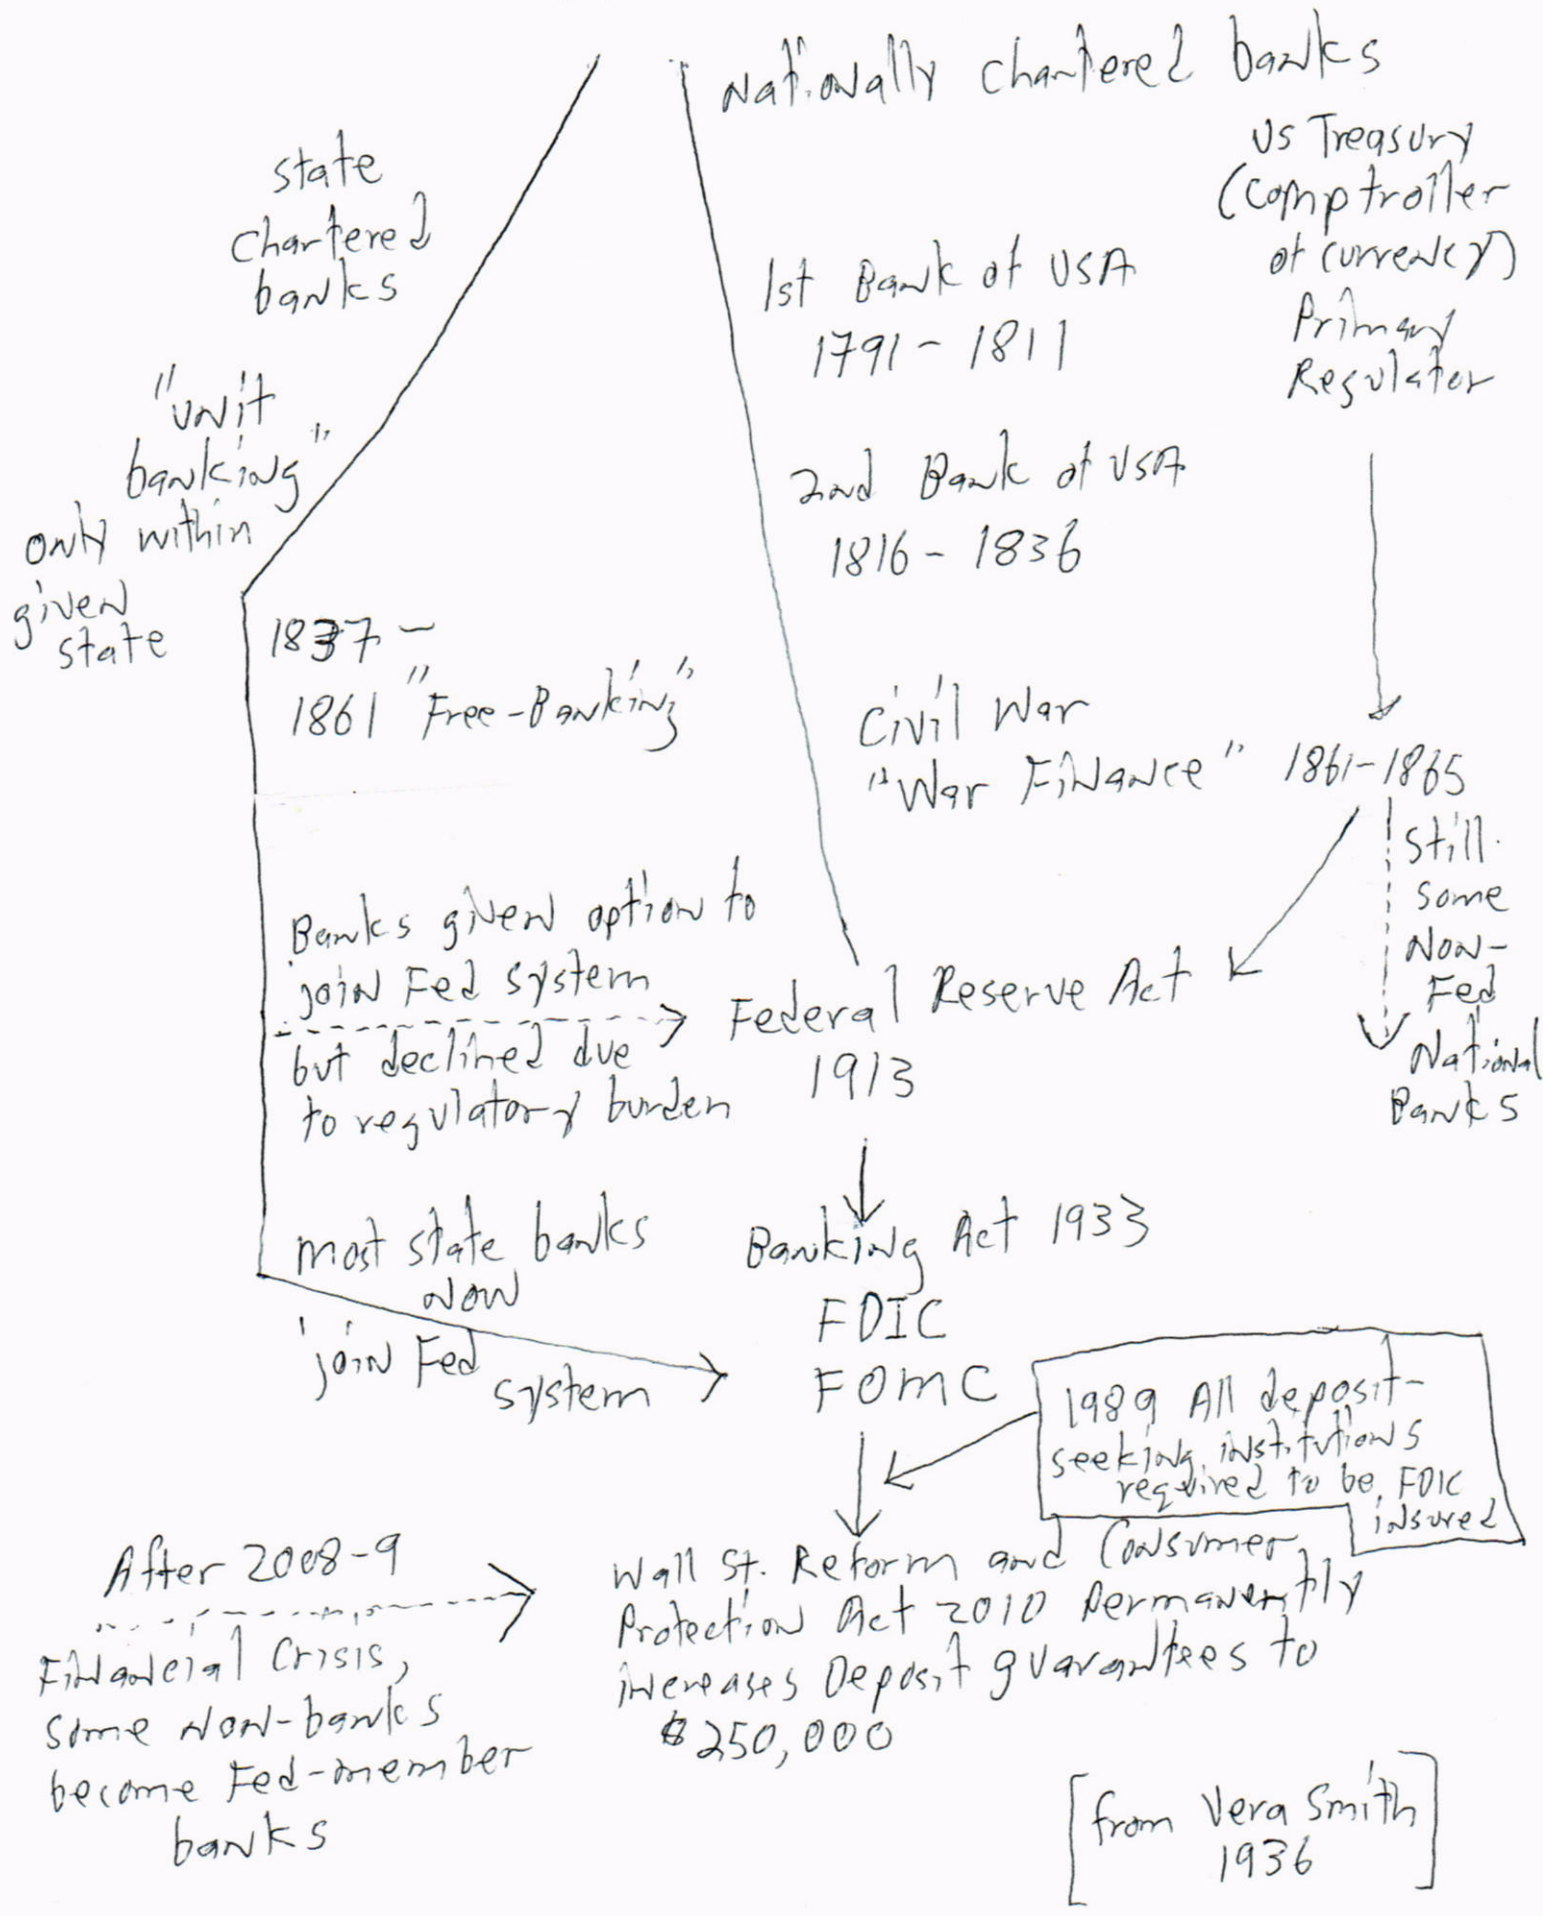 Nationally chartered banks
US Treasury
(Comptroller
of currency)
Primary
Regulator
state
chartered
banks
1st Bank of USA
1791 - 1811
"unit
banking"
only within
given
state
2nd Bank of USA
1816 - 1836
1837 -
1861 "Free-Banking"
Civil War
"War Finance" 1861-1865
Still
some
Non-
Fed
National
Banks
Banks given option to
join Fed system
but declined due
to regulatory burden
Federal Reserve Act
1913
most state banks
now
join Fed
system
Banking Act 1933
FDIC
FOMC
1989 All deposit-
seeking institutions
required to be FDIC
insured
After 2008-9
Financial Crisis,
some non-banks
become Fed-member
banks
Wall St. Reform and Consumer
Protection Act 2010 permanently
increases Deposit guarantees to
$250,000
[from Vera Smith
1936]